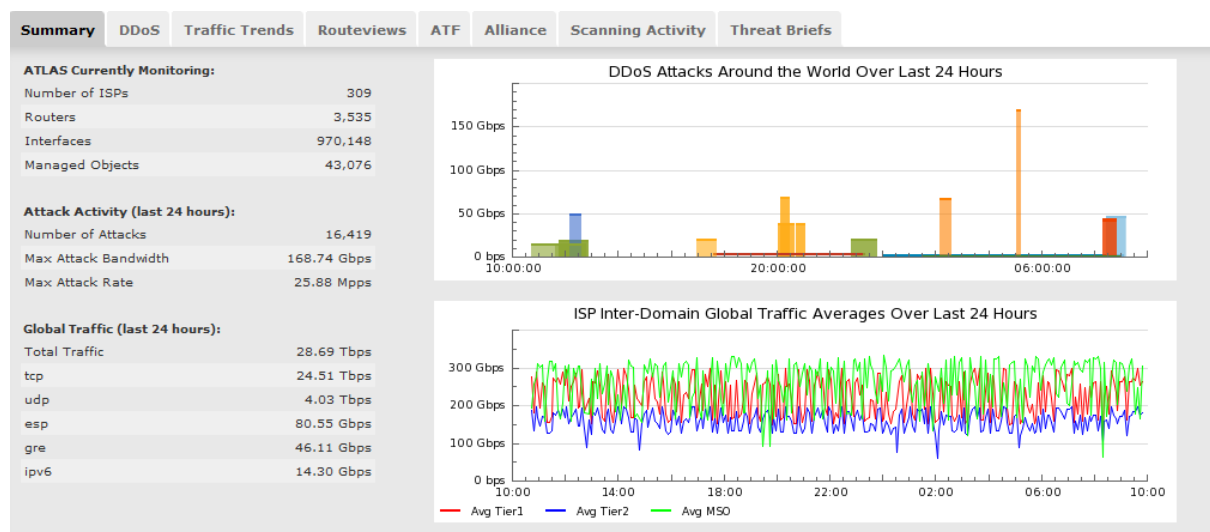 Summary DDoS Traffic Trends Routeviews ATF Alliance Scanning Activity Threat Briefs
ATLAS Currently Monitoring:
Number of ISPs 309
Routers 3,535
Interfaces 970,148
Managed Objects 43,076
Attack Activity (last 24 hours):
Number of Attacks 16,419
Max Attack Bandwidth 168.74 Gbps
Max Attack Rate 25.88 Mpps
Global Traffic (last 24 hours):
Total Traffic 28.69 Tbps
tcp 24.51 Tbps
udp 4.03 Tbps
esp 80.55 Gbps
gre 46.11 Gbps
ipv6 14.30 Gbps
DDoS Attacks Around the World Over Last 24 Hours
150 Gbps
100 Gbps
50 Gbps
0 bps
10:00:00 20:00:00 06:00:00
ISP Inter-Domain Global Traffic Averages Over Last 24 Hours
300 Gbps
200 Gbps
100 Gbps
0 bps
10:00 14:00 18:00 22:00 02:00 06:00 10:00
Avg Tier1 Avg Tier2 Avg MSO